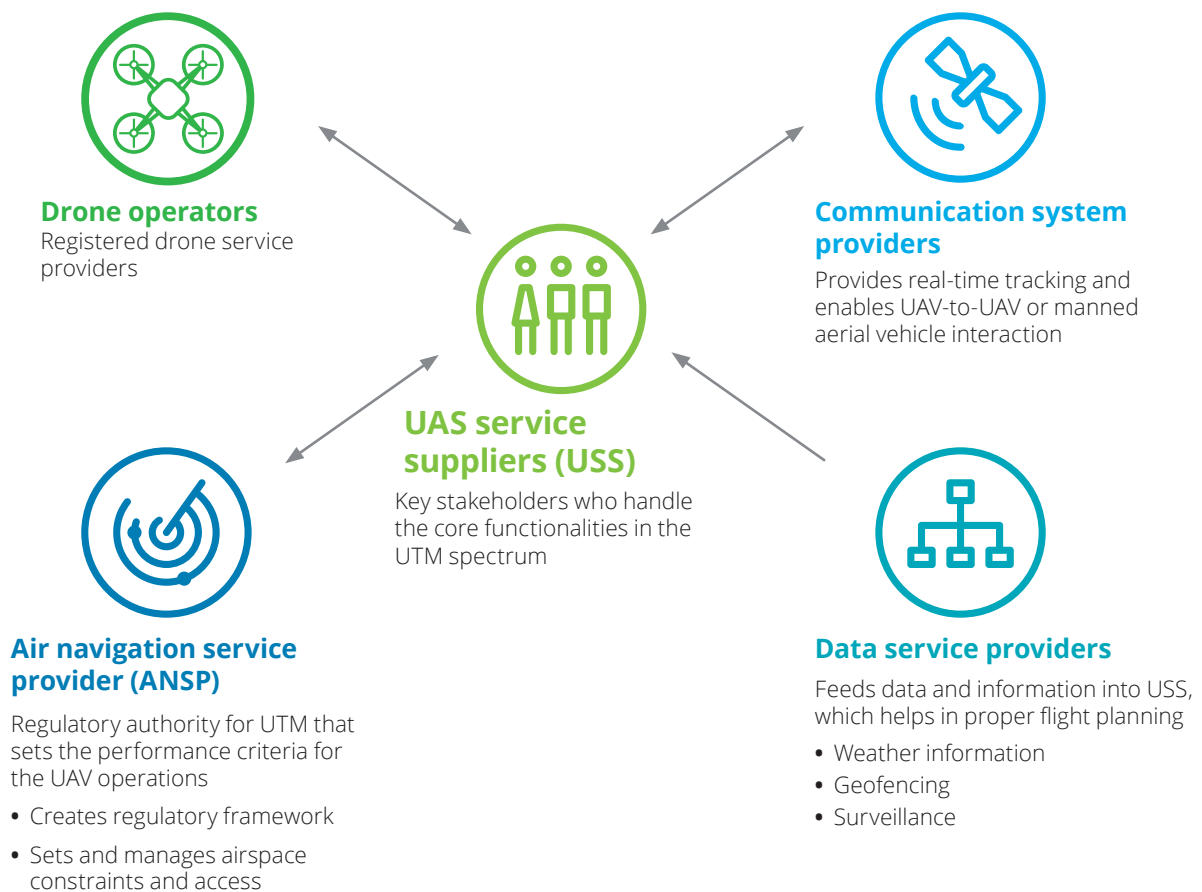 Drone operators
Registered drone service
providers
Communication system
providers
Provides real-time tracking and
enables UAV-to-UAV or manned
aerial vehicle interaction
UAS service
suppliers (USS)
Key stakeholders who handle
the core functionalities in the
UTM spectrum
Air navigation service
provider (ANSP)
Regulatory authority for UTM that
sets the performance criteria for
the UAV operations
• Creates regulatory framework
• Sets and manages airspace
constraints and access
Data service providers
Feeds data and information into USS,
which helps in proper flight planning
• Weather information
• Geofencing
• Surveillance